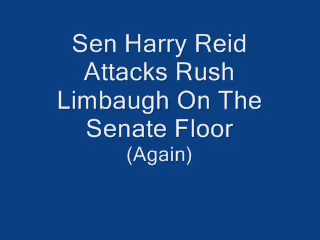 Sen Harry Reid
Attacks Rush
Limbaugh On The
Senate Floor
(Again)